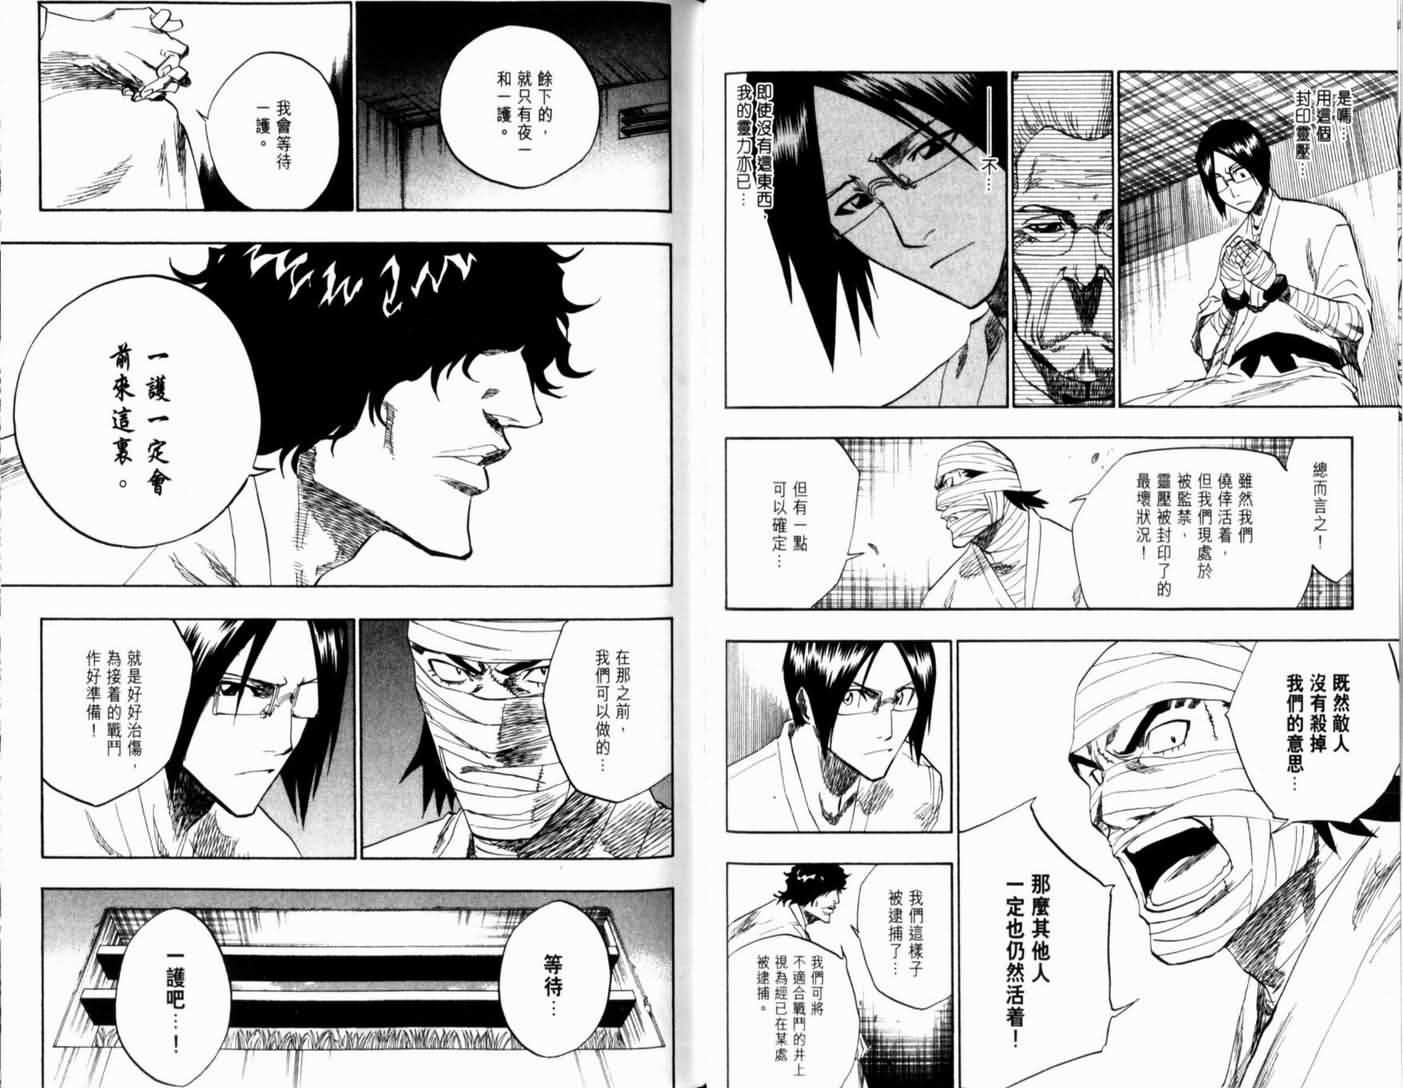 是嗎…
用這個
封印靈壓…
不…
即使沒有這東西，
我的靈力亦已…
總而言之！
雖然我們
僥倖活着，
但我們現處於
被監禁，
靈壓被封印了的
最壞狀況！
但有一點
可以確定…
既然敵人
沒有殺掉
我們的意思…
那麼其他人
一定也仍然活着！
我們這樣子
被逮捕了…
我們可將
不適合戰鬥的井上
視為經已在某處
被逮捕。
餘下的，
就只有夜一
和一護。
我會等待
一護。
一護一定會
前來這裏。
在那之前，
我們可以做的…
就是好好治傷，
為接着的戰鬥
作好準備！
等待…
一護吧…！